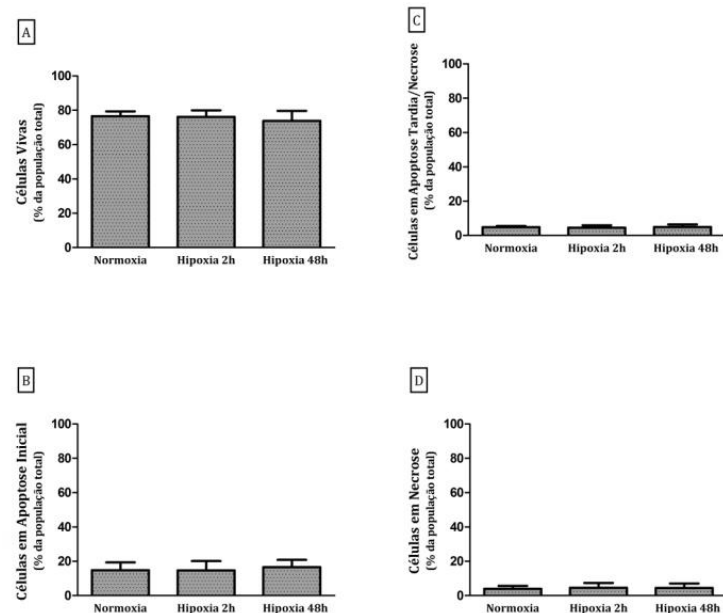 A
Células Vivas
(% da população total)
100
80
60
40
20
0
Normoxia Hipoxia 2h Hipoxia 48h
C
Células em Apoptose Tardia/Necrose
(% da população total)
100
80
60
40
20
0
Normoxia Hipoxia 2h Hipoxia 48h
B
Células em Apoptose Inicial
(% da população total)
100
80
60
40
20
0
Normoxia Hipoxia 2h Hipoxia 48h
D
Células em Necrose
(% da população total)
100
80
60
40
20
0
Normoxia Hipoxia 2h Hipoxia 48h